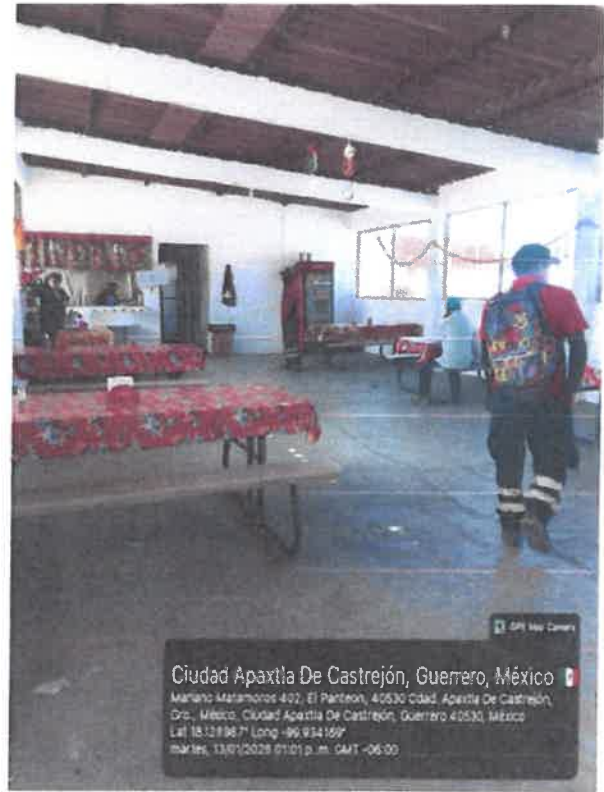 GPS Map Camera
Ciudad Apaxtla De Castrejón, Guerrero, México
Mariano Matamoros 402, El Panteon, 40530 Cdad. Apaxtla De Castrejón,
Gro., México, Ciudad Apaxtla De Castrejón, Guerrero 40530, México
Lat 18.128987° Long -99.934169°
martes, 13/01/2026 01:01 p. m. GMT -06:00